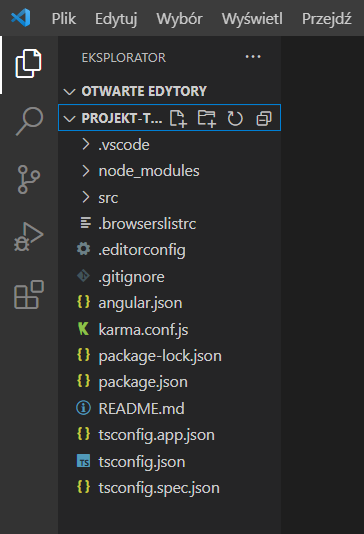 Plik Edytuj Wybór Wyświetl Przejdź
EKSPLORATOR
OTWARTE EDYTORY
PROJEKT-T...
.vscode
node_modules
src
.browserslistrc
.editorconfig
.gitignore
{} angular.json
karma.conf.js
{} package-lock.json
{} package.json
README.md
{} tsconfig.app.json
TS tsconfig.json
{} tsconfig.spec.json